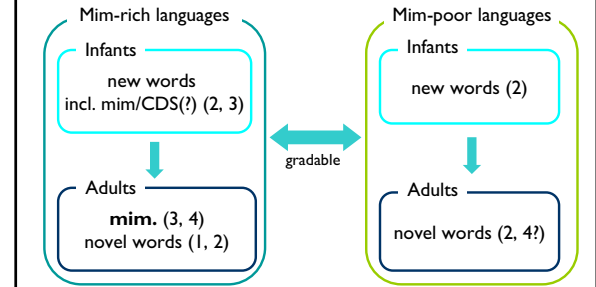 Mim-rich languages
Infants
new words
incl. mim/CDS(?) (2, 3)
Adults
mim. (3, 4)
novel words (1, 2)
gradable
Mim-poor languages
Infants
new words (2)
Adults
novel words (2, 4?)